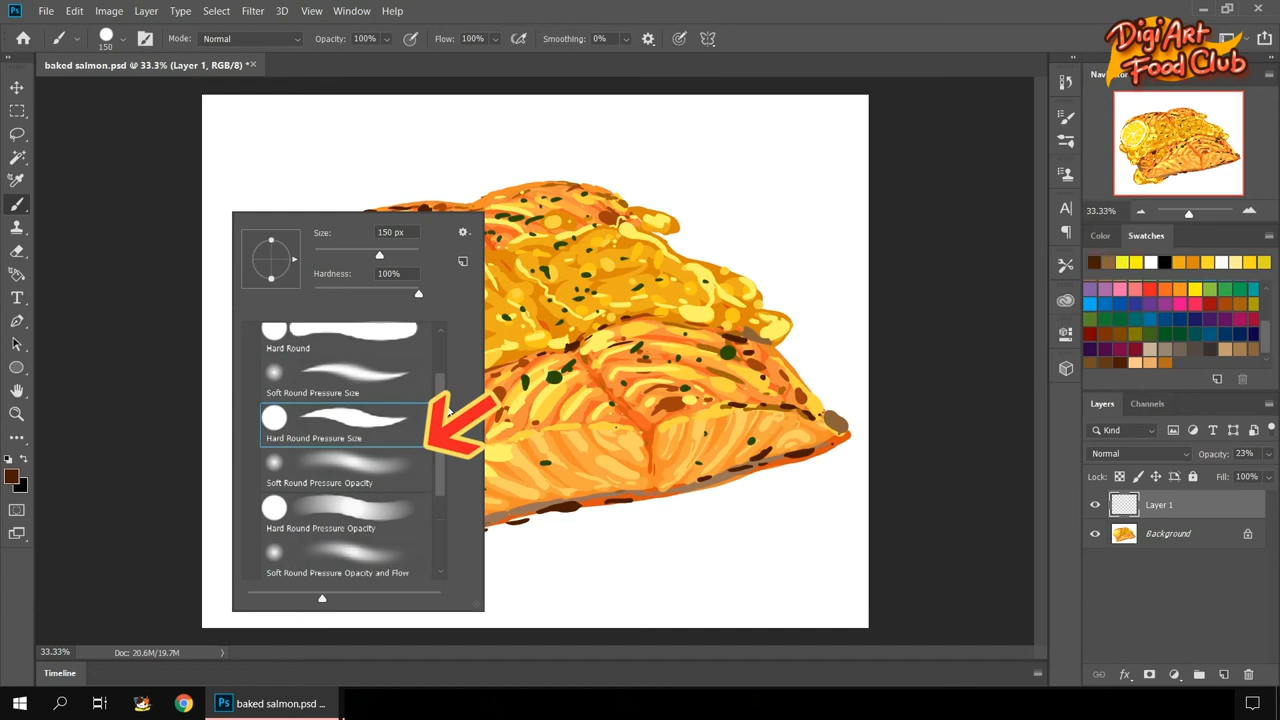 File Edit Image Layer Type Select Filter 3D View Window Help
150 Mode: Normal Opacity: 100% Flow: 100% Smoothing: 0%
DigiArt
Food Club
baked salmon.psd @ 33.3% (Layer 1, RGB/8) *
Size: 150 px
Hardness: 100%
Hard Round
Soft Round Pressure Size
Hard Round Pressure Size
Soft Round Pressure Opacity
Hard Round Pressure Opacity
Soft Round Pressure Opacity and Flow
33.33%
Color Swatches
Layers Channels
Kind
Normal Opacity: 23%
Lock: Fill: 100%
Layer 1
Background
33.33% Doc: 20.6M/19.7M
Timeline
Ps baked salmon.psd ...